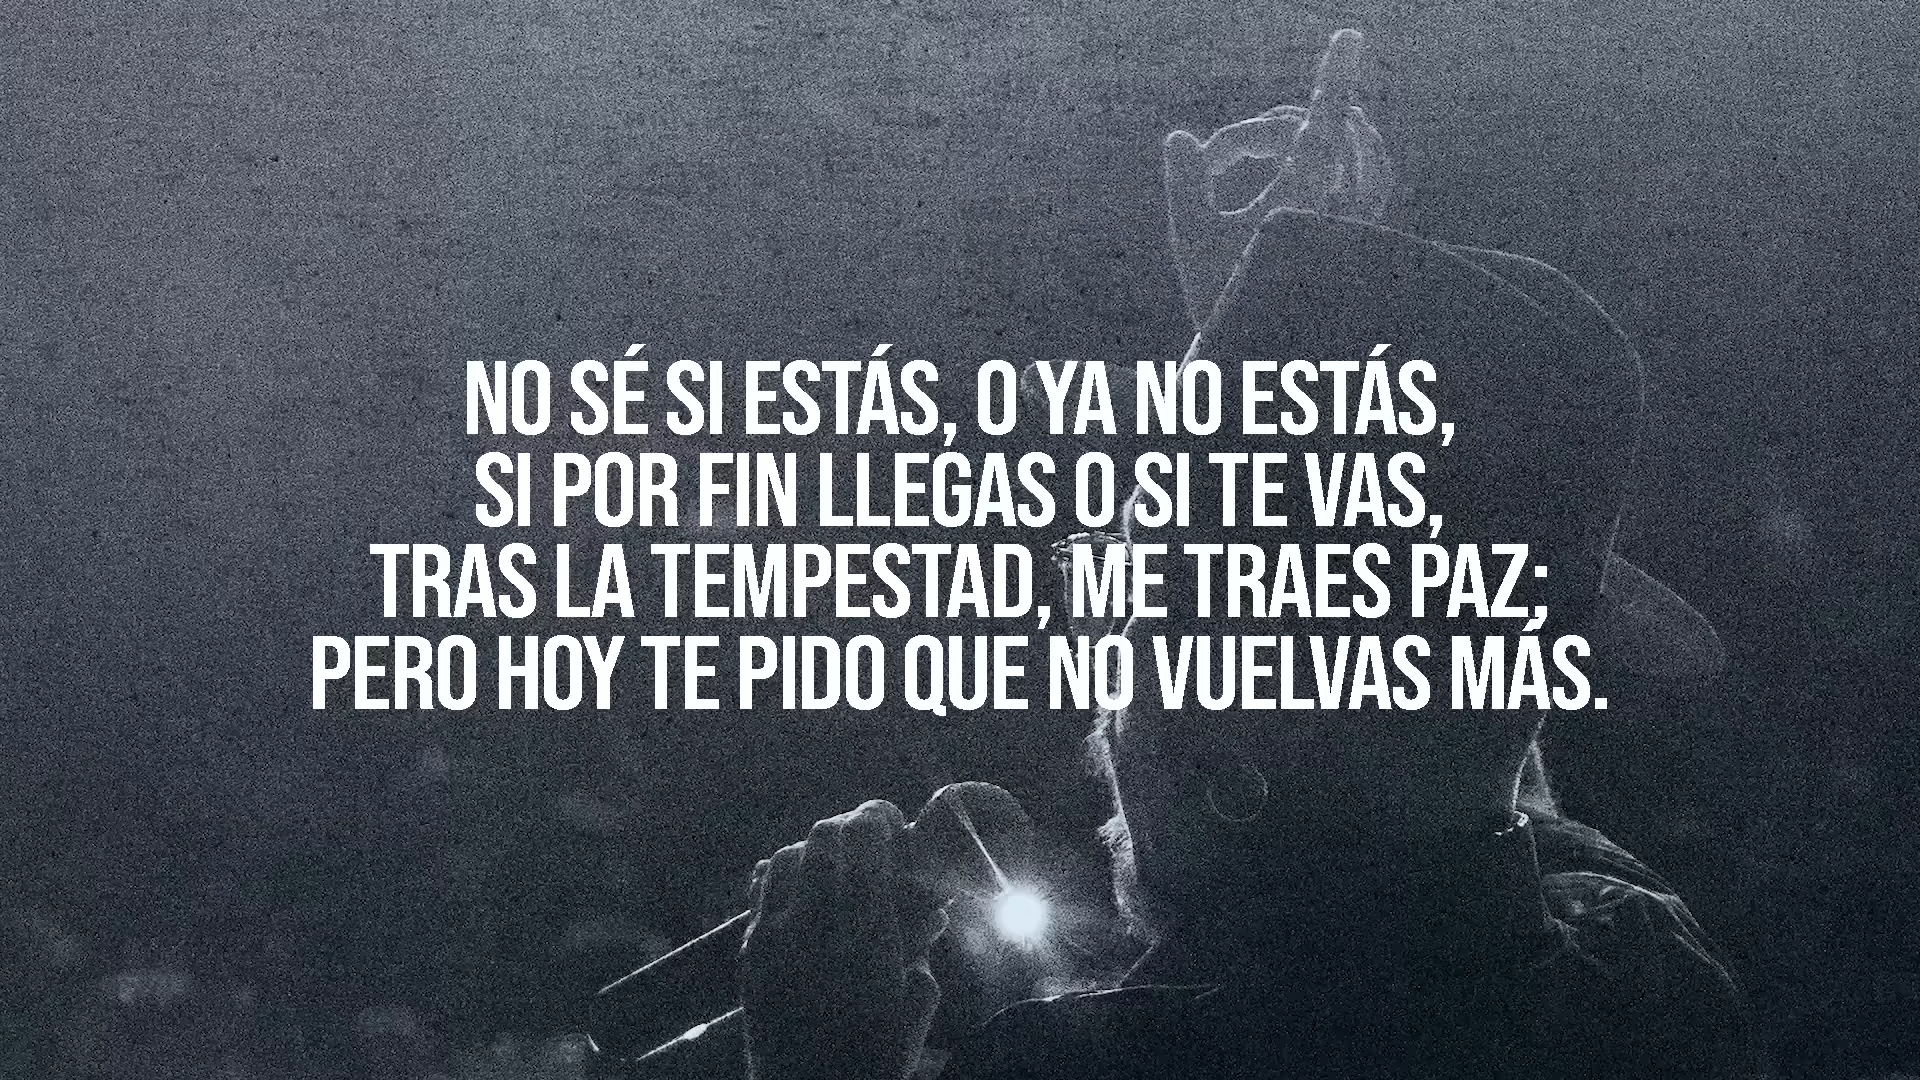 NO SÉ SI ESTÁS, O YA NO ESTÁS,
SI POR FIN LLEGAS O SI TE VAS,
TRAS LA TEMPESTAD, ME TRAES PAZ;
PERO HOY TE PIDO QUE NO VUELVAS MÁS.